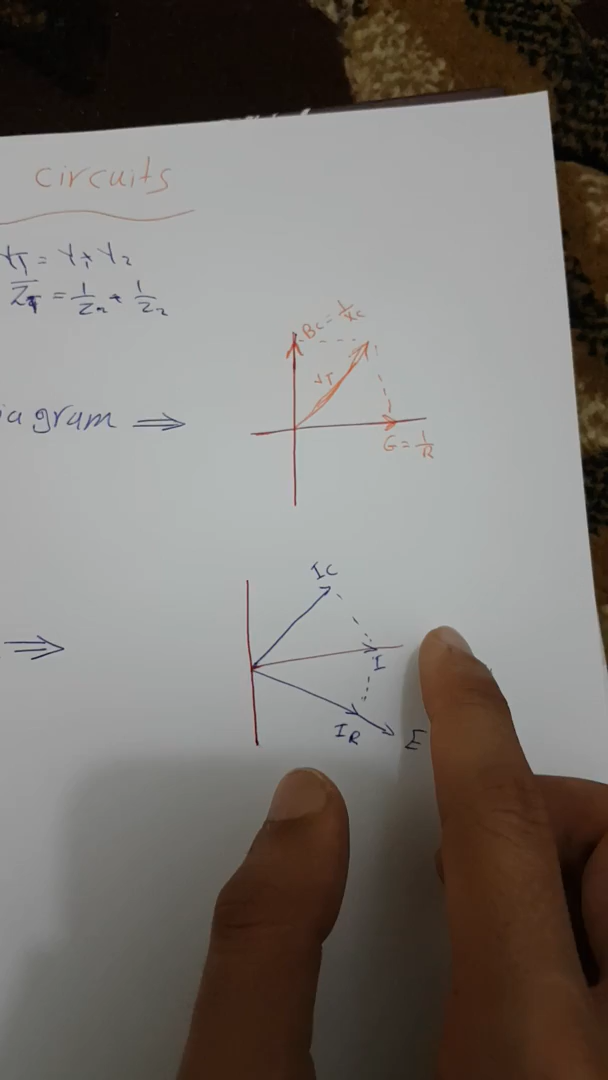 circuits
YT = Y1 + Y2
1/ZT = 1/Z1 + 1/Z2
Bc = 1/Xc
YT
iagram ⇒
G = 1/R
IC
⇒
I
IR
E